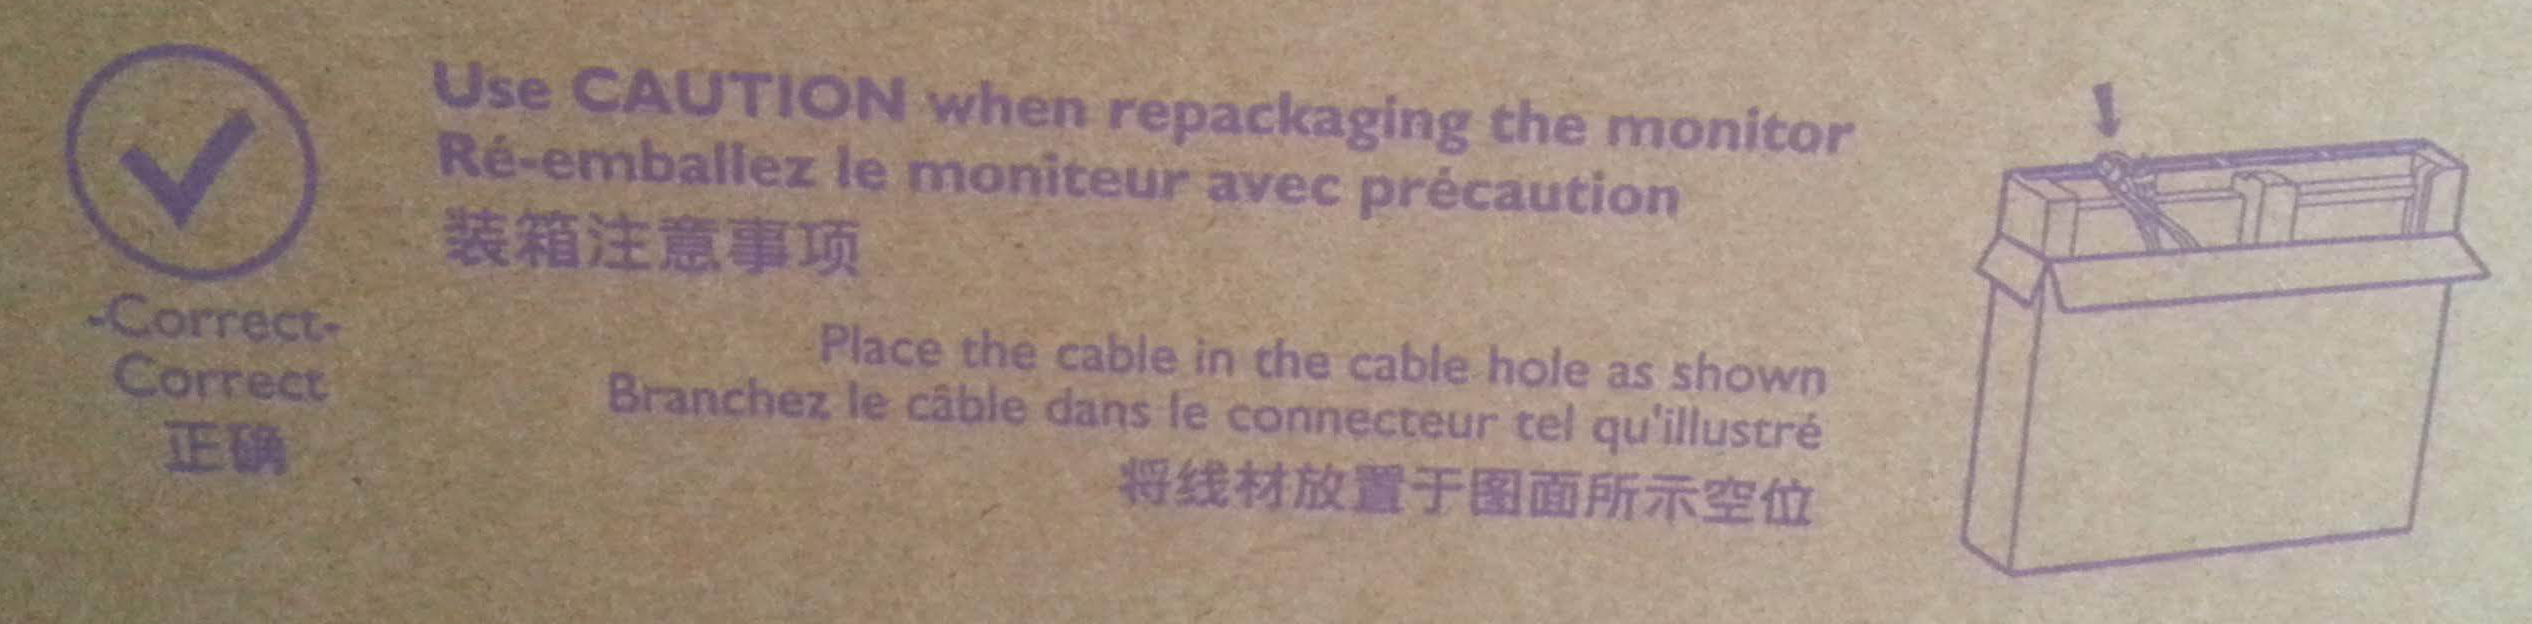 Use CAUTION when repackaging the monitor
Ré-emballez le moniteur avec précaution
装箱注意事项
-Correct-
Correct
正确
Place the cable in the cable hole as shown
Branchez le câble dans le connecteur tel qu'illustré
将线材放置于图面所示空位